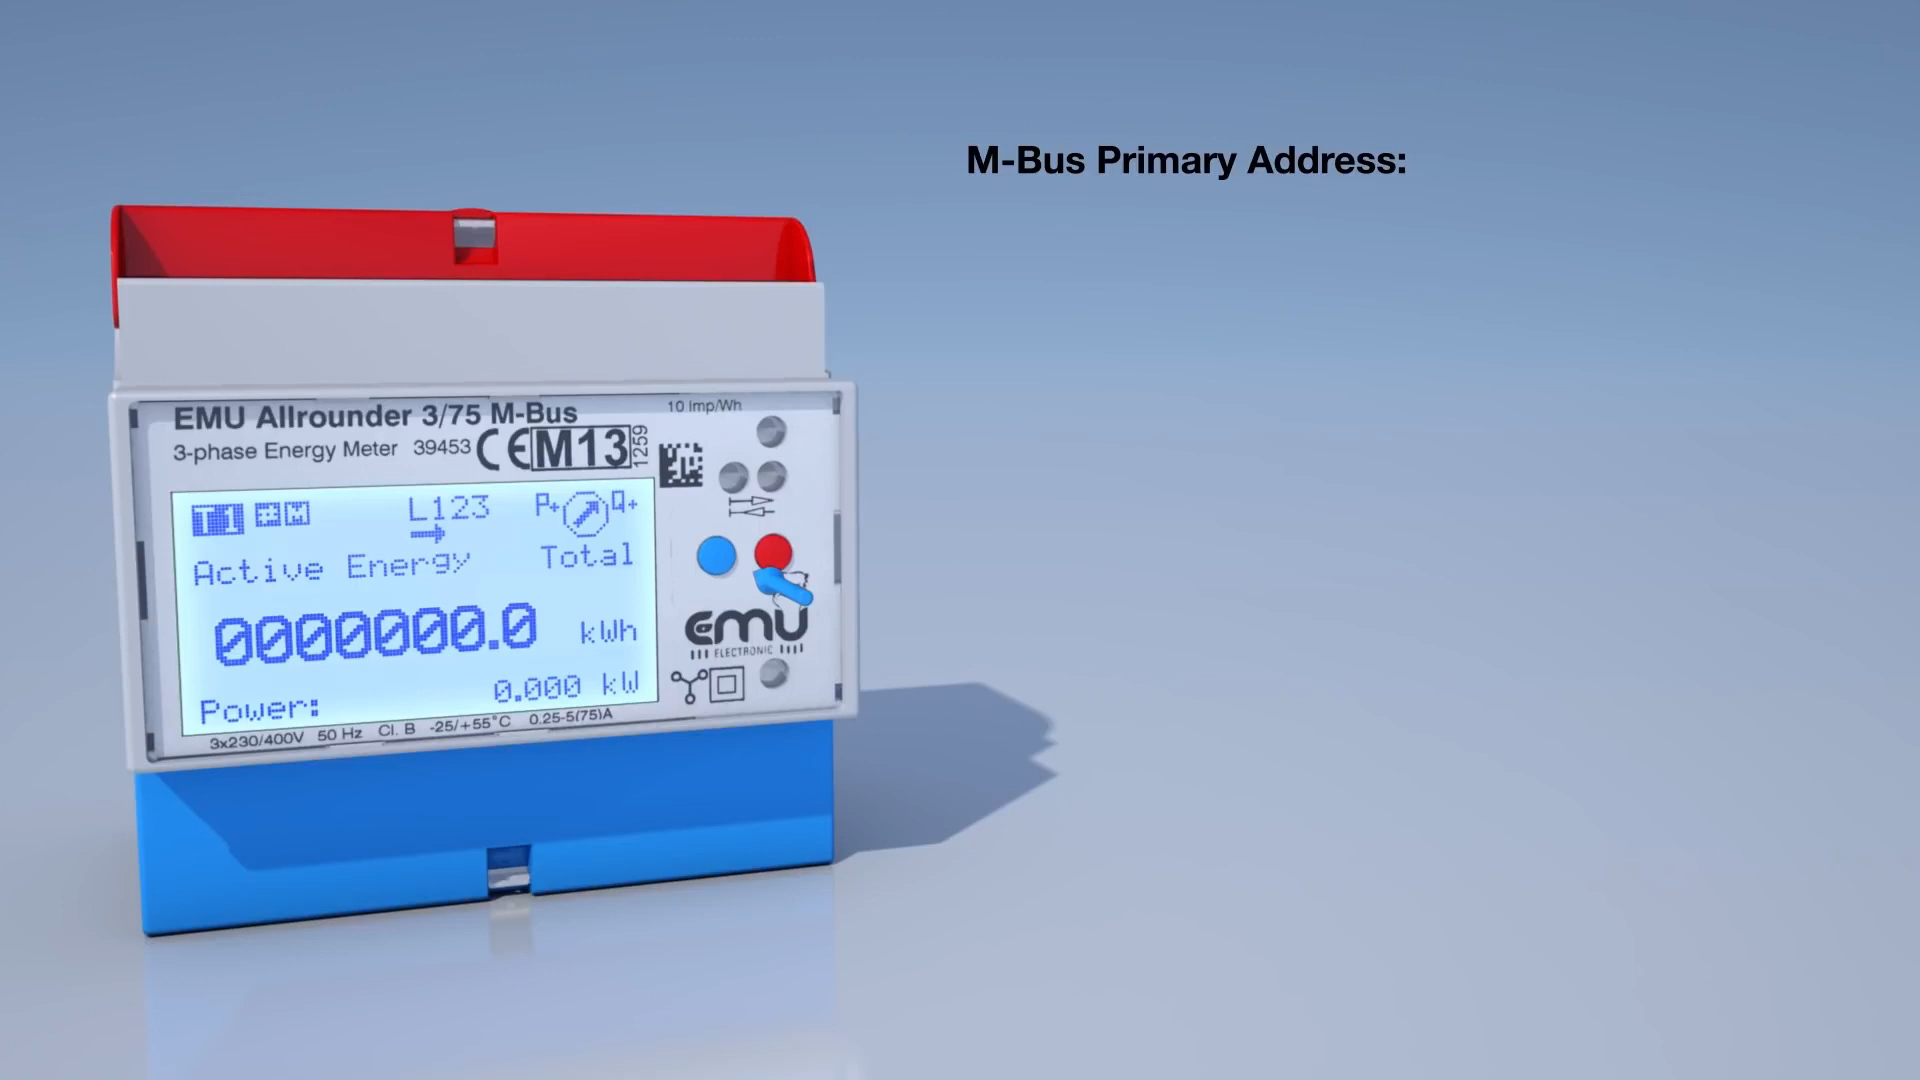 M-Bus Primary Address:
EMU Allrounder 3/75 M-Bus
10 Imp/Wh
3-phase Energy Meter 39453 CE M13 1259
T1 M L123 P+ Q+
Active Energy Total
0000000.0 kWh
Power: 0.000 kW
3x230/400V 50 Hz Cl. B -25/+55°C 0.25-5(75)A
emu
ELECTRONIC